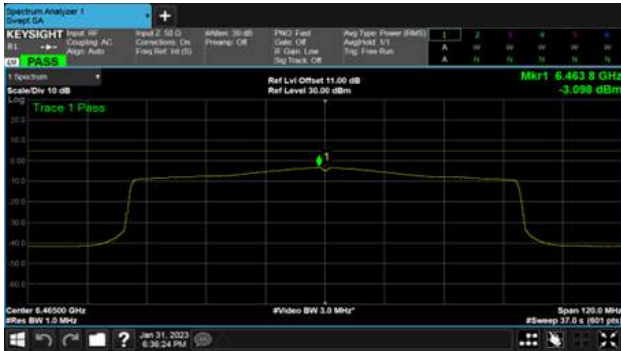 Spectrum Analyzer 1
Swept SA
+
KEYSIGHT
R L
Align: Auto
PASS
Input: RF
Coupling: AC
Input Z: 50 Ω
Corrections: On
Freq Ref: Int (S)
#Atten: 30 dB
Preamp: Off
PNO: Fast
Gate: Off
IF Gain: Low
Sig Track: Off
Avg Type: Power (RMS)
Avg|Hold: 1/1
Trig: Free Run
1 2 3 4 5 6
A W W W W W
A N N N N N
1 Spectrum
Scale/Div 10 dB
Ref Lvl Offset 11.00 dB
Ref Level 30.00 dBm
Mkr1 6.463 8 GHz
-3.098 dBm
Log
Trace 1 Pass
20.0
10.0
0.00
-10.0
-20.0
-30.0
-40.0
-50.0
-60.0
1
Center 6.46500 GHz
#Res BW 1.0 MHz
#Video BW 3.0 MHz*
Span 120.0 MHz
#Sweep 37.0 s (601 pts)
?
Jan 31, 2023
6:36:24 PM